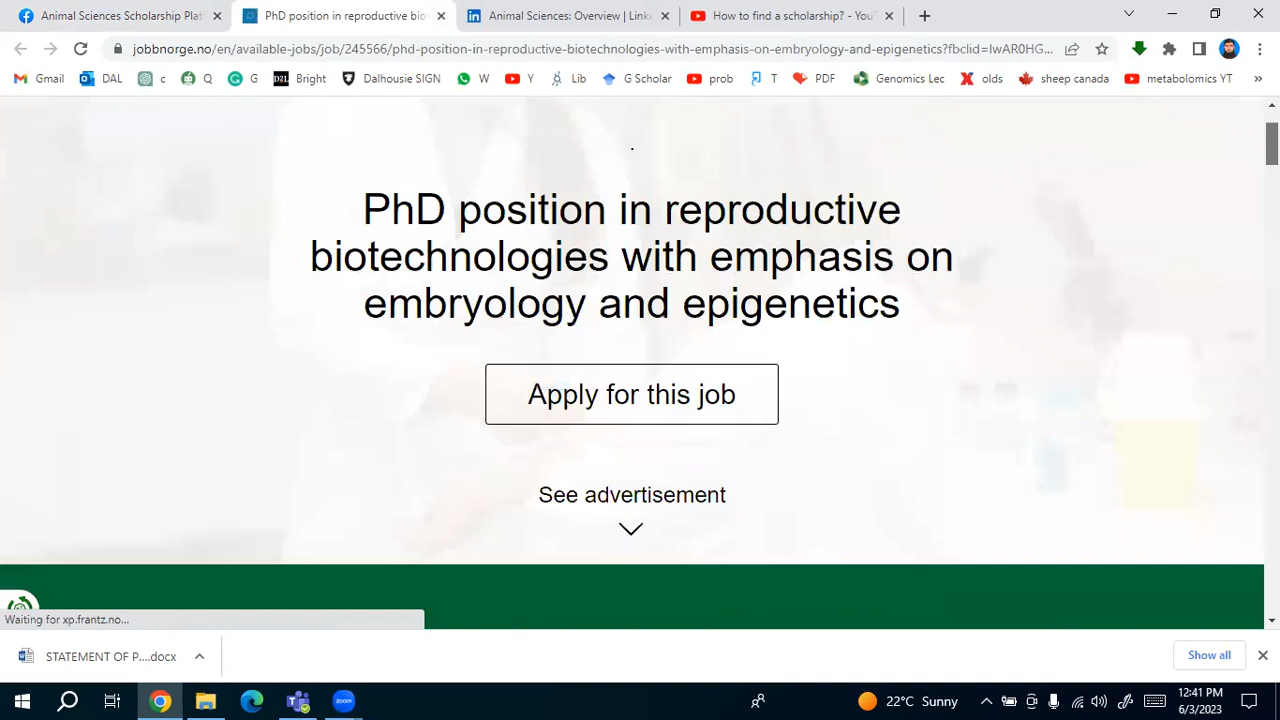 Animal Sciences Scholarship Plat
PhD position in reproductive biot
Animal Sciences: Overview | Linke
How to find a scholarship? - YouT
jobbnorge.no/en/available-jobs/job/245566/phd-position-in-reproductive-biotechnologies-with-emphasis-on-embryology-and-epigenetics?fbclid=IwAR0HG...
Gmail DAL c Q G Bright Dalhousie SIGN W Y Lib G Scholar prob T PDF Genomics Lec olds sheep canada metabolomics YT »
PhD position in reproductive
biotechnologies with emphasis on
embryology and epigenetics
Apply for this job
See advertisement
Waiting for xp.frantz.no...
STATEMENT OF P....docx
Show all
zoom
22°C Sunny
12:41 PM
6/3/2023